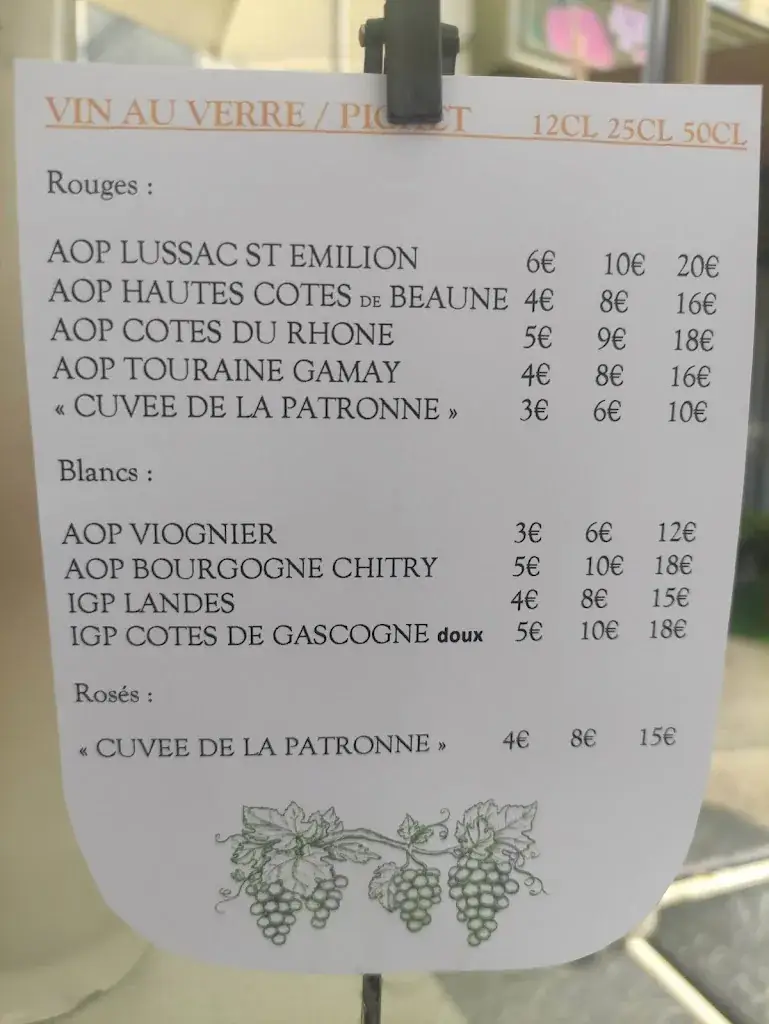 VIN AU VERRE / 12CL 25CL 50CL
Rouges :
AOP LUSSAC ST EMILION 6€ 10€ 20€
AOP HAUTES COTES DE BEAUNE 4€ 8€ 16€
AOP COTES DU RHONE 5€ 9€ 18€
AOP TOURAINE GAMAY 4€ 8€ 16€
« CUVEE DE LA PATRONNE » 3€ 6€ 10€
Blancs :
AOP VIOGNIER 3€ 6€ 12€
AOP BOURGOGNE CHITRY 5€ 10€ 18€
IGP LANDES 4€ 8€ 15€
IGP COTES DE GASCOGNE doux 5€ 10€ 18€
Rosés :
« CUVEE DE LA PATRONNE » 4€ 8€ 15€